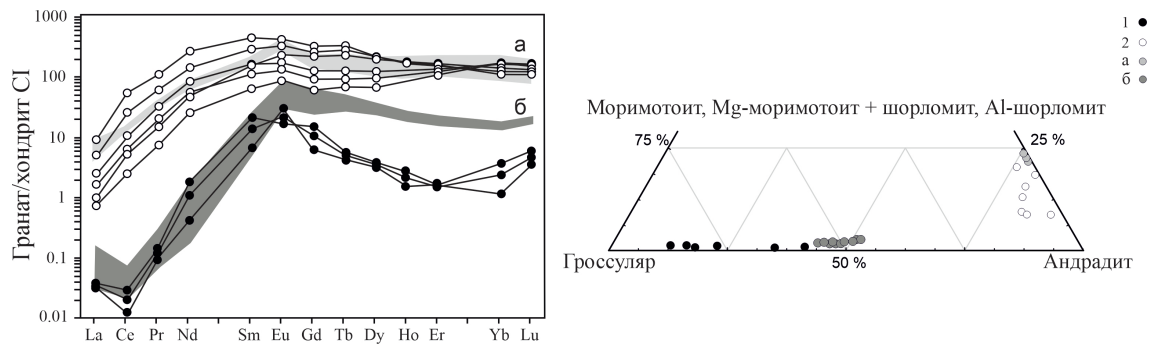 Гранат/хондрит CI
1000
100
10
1
0.1
0.01
а
б
La Ce Pr Nd Sm Eu Gd Tb Dy Ho Er Yb Lu
1
2
а
б
Моримотоит, Mg-моримотоит + шорломит, Al-шорломит
75 % 25 %
Гроссуляр 50 % Андрадит